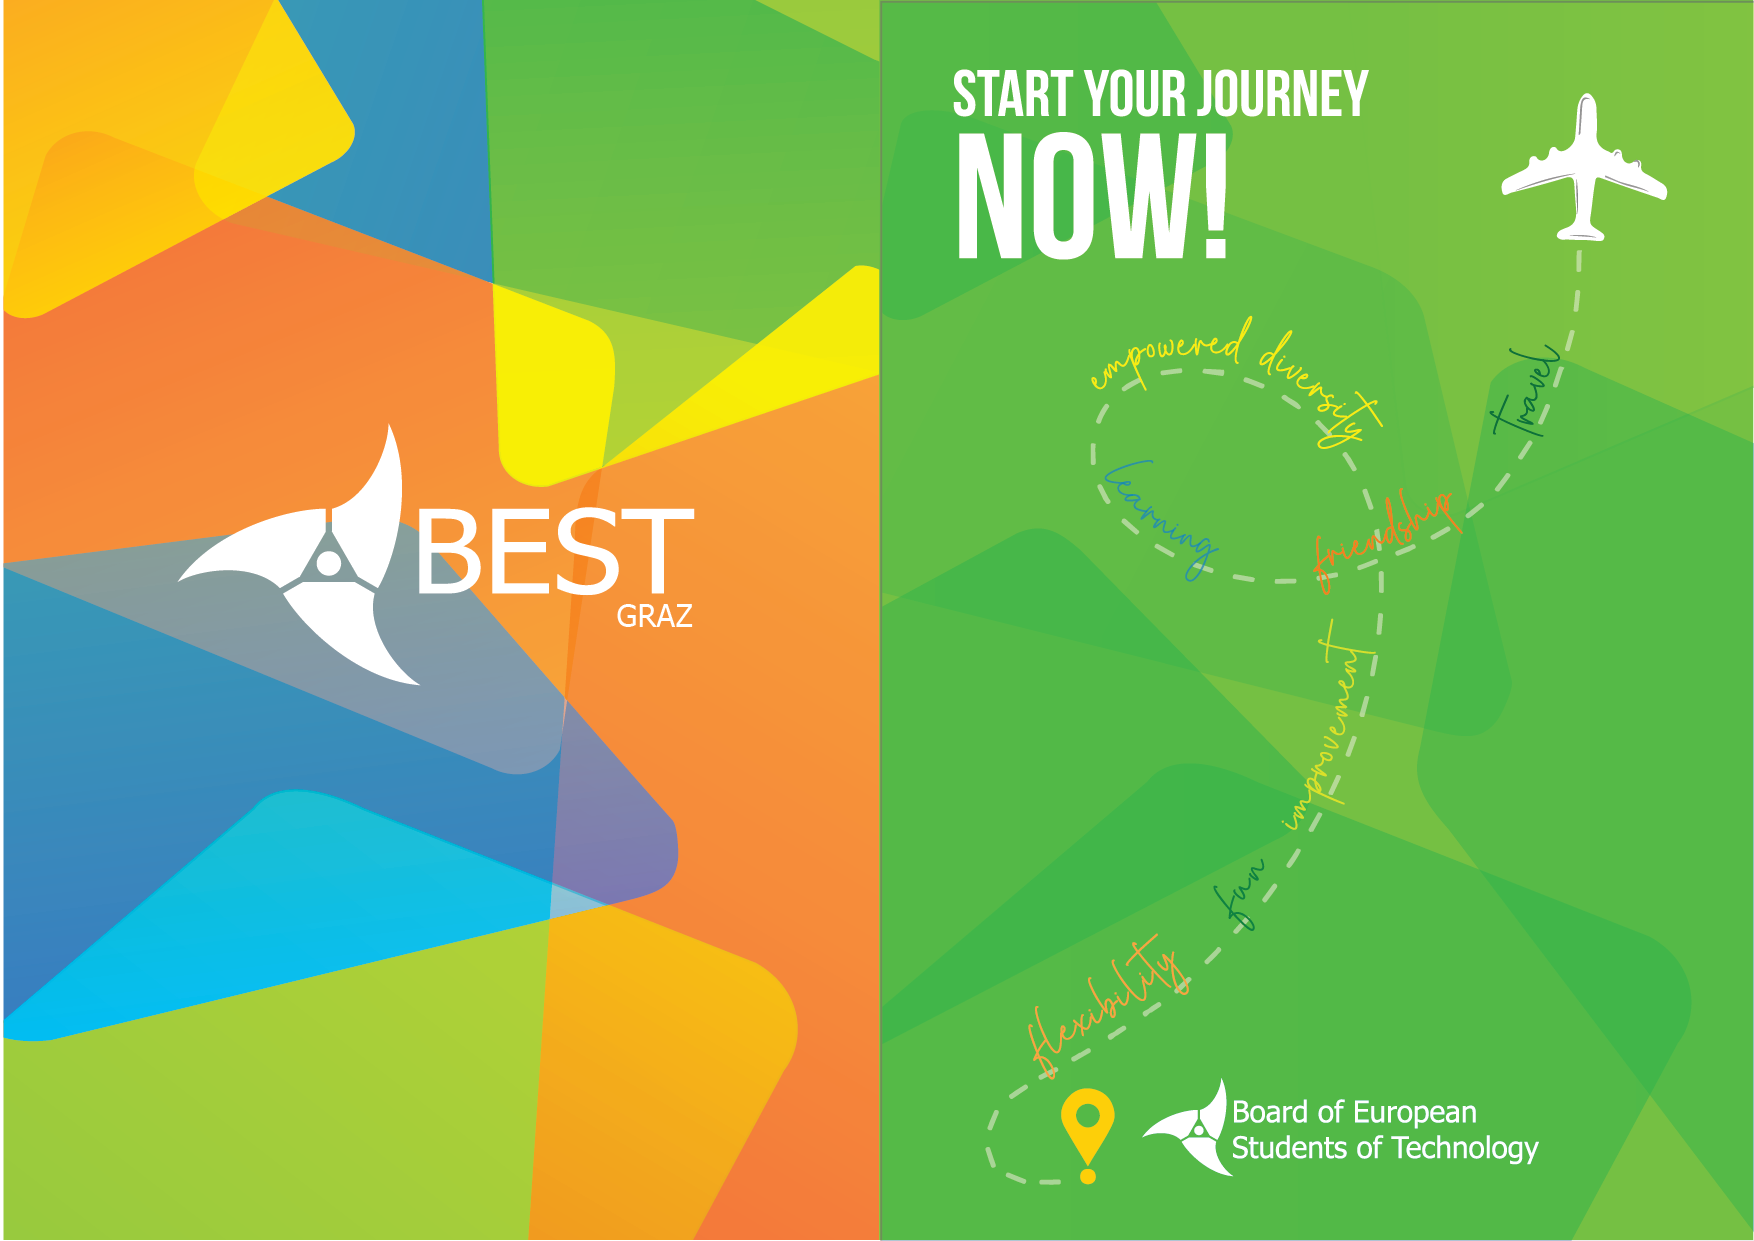 BEST
GRAZ
START YOUR JOURNEY
NOW!
empowered diversity
Travel
learning
friendship
improvement
fun
flexibility
Board of European
Students of Technology